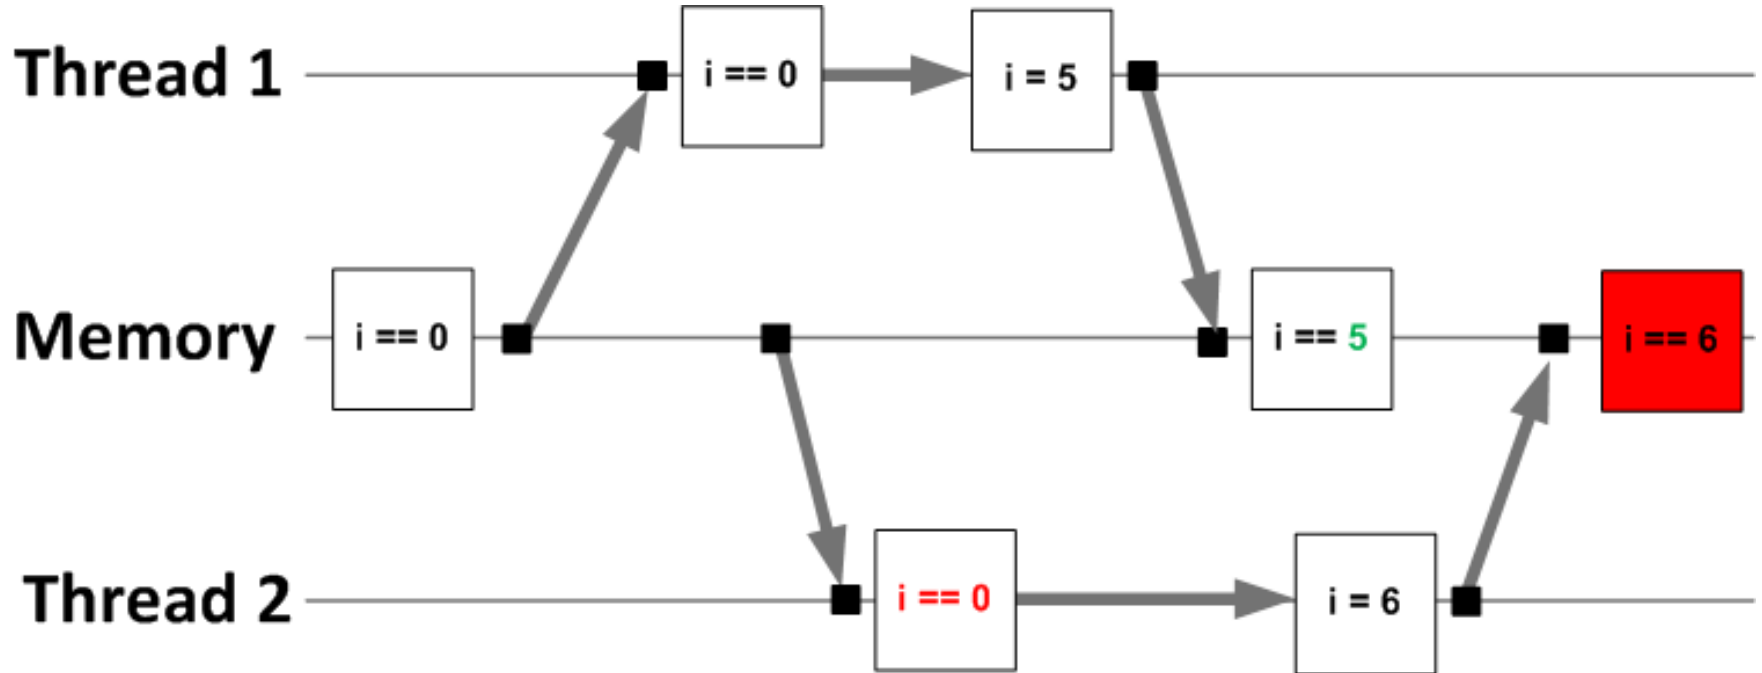 Thread 1
i == 0
i = 5
Memory
i == 0
i == 5
i == 6
Thread 2
i == 0
i = 6